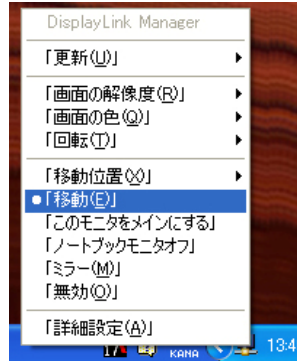 DisplayLink Manager
「更新(U)」
「画面の解像度(R)」
「画面の色(Q)」
「回転(T)」
「移動位置(X)」
「移動(E)」
「このモニタをメインにする」
「ノートブックモニタオフ」
「ミラー(M)」
「無効(O)」
「詳細設定(A)」
KANA
13:4